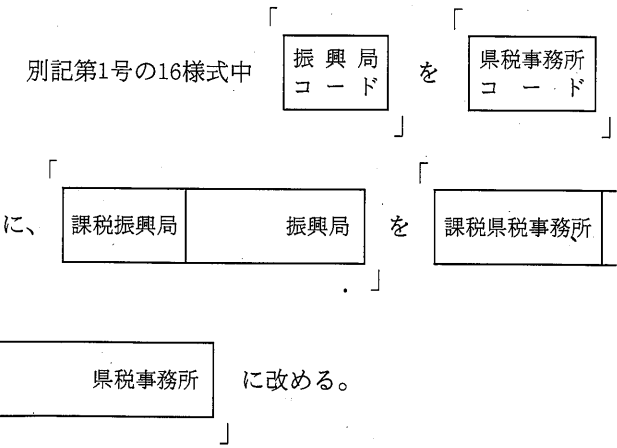 別記第1号の16様式中「振興局コード」を「県税事務所コード」
に、「課税振興局 振興局」を「課税県税事務所
県税事務所」に改める。